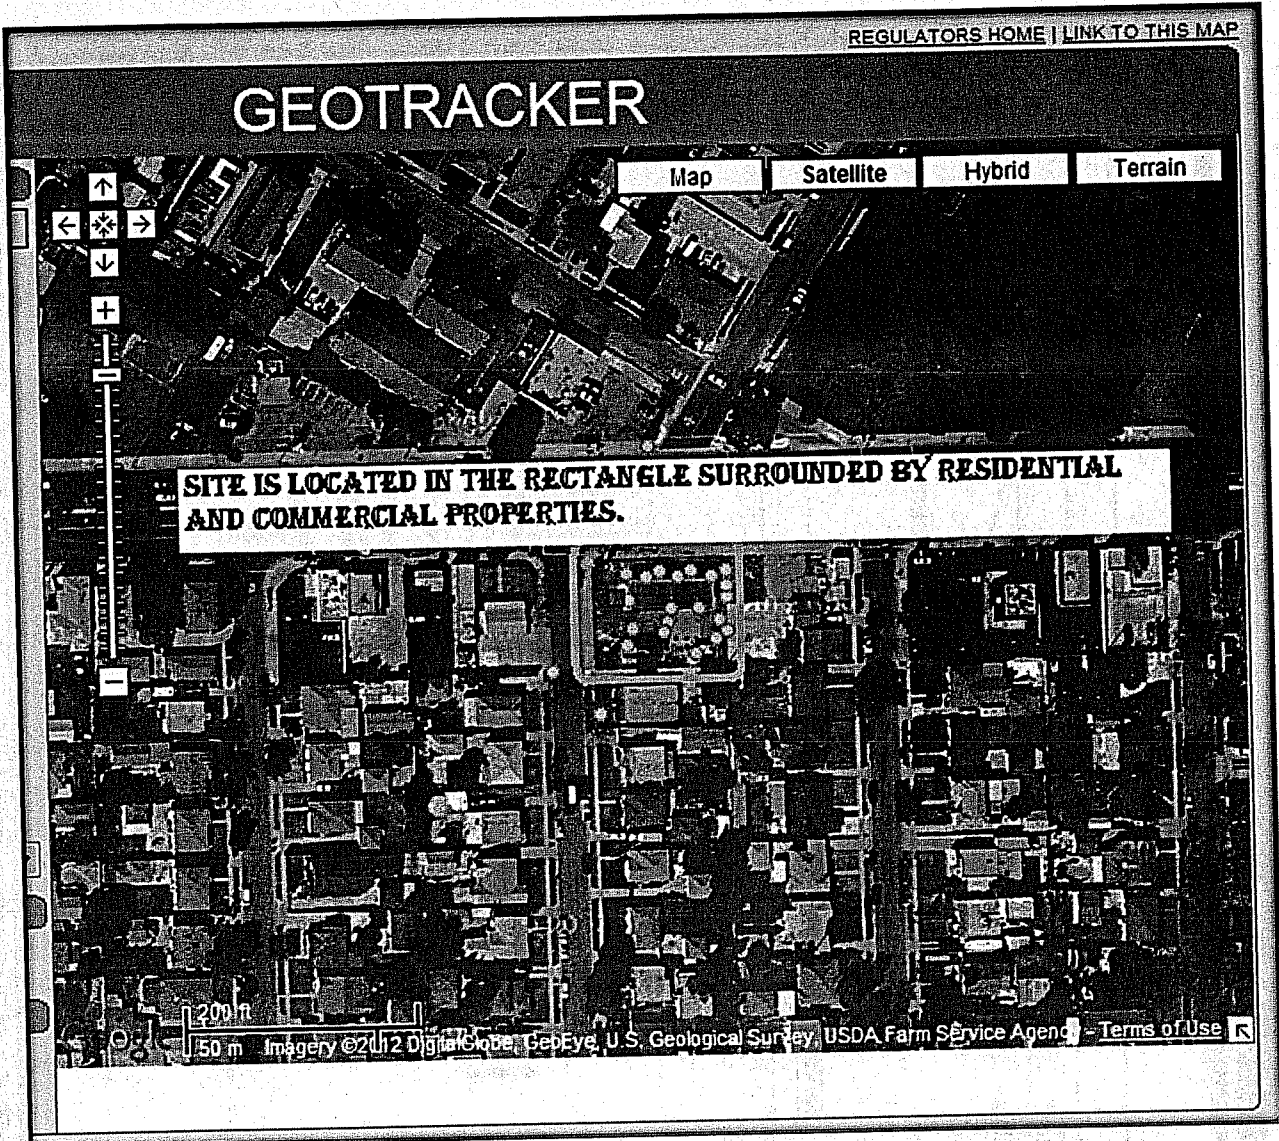 REGULATORS HOME | LINK TO THIS MAP
GEOTRACKER
Map Satellite Hybrid Terrain
SITE IS LOCATED IN THE RECTANGLE SURROUNDED BY RESIDENTIAL
AND COMMERCIAL PROPERTIES.
200 ft
50 m Imagery ©2012 DigitalGlobe, GeoEye, U.S. Geological Survey, USDA Farm Service Agency - Terms of Use